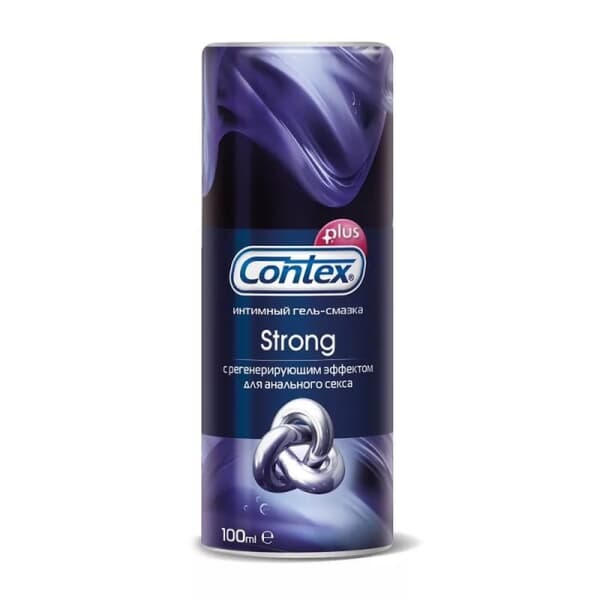 plus
Contex®
интимный гель-смазка
Strong
с регенерирующим эффектом
для анального секса
100ml ℮